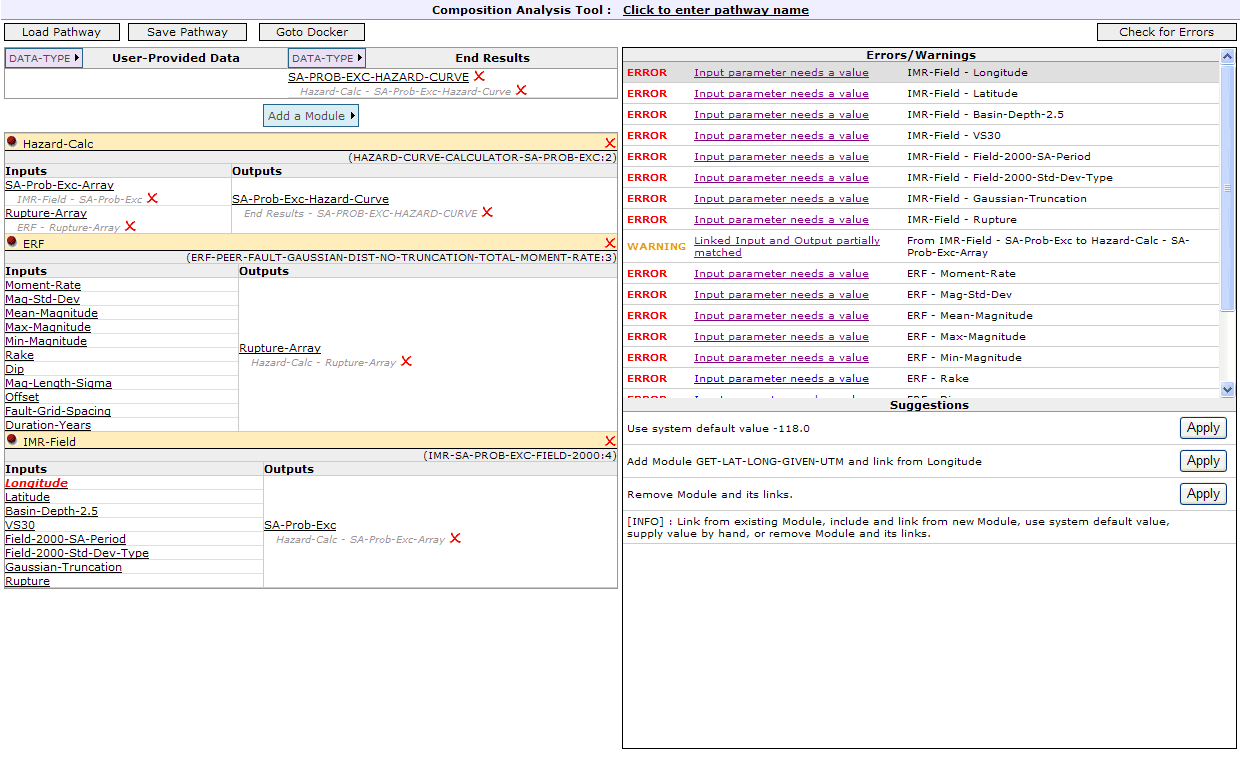 Composition Analysis Tool : Click to enter pathway name
Load Pathway Save Pathway Goto Docker Check for Errors
DATA-TYPE User-Provided Data DATA-TYPE End Results
SA-PROB-EXC-HAZARD-CURVE
Hazard-Calc - SA-Prob-Exc-Hazard-Curve
Add a Module
Hazard-Calc
(HAZARD-CURVE-CALCULATOR-SA-PROB-EXC:2)
Inputs Outputs
SA-Prob-Exc-Array
IMR-Field - SA-Prob-Exc
Rupture-Array
ERF - Rupture-Array
SA-Prob-Exc-Hazard-Curve
End Results - SA-PROB-EXC-HAZARD-CURVE
ERF
(ERF-PEER-FAULT-GAUSSIAN-DIST-NO-TRUNCATION-TOTAL-MOMENT-RATE:3)
Inputs Outputs
Moment-Rate
Mag-Std-Dev
Mean-Magnitude
Max-Magnitude
Min-Magnitude
Rake
Dip
Mag-Length-Sigma
Offset
Fault-Grid-Spacing
Duration-Years
Rupture-Array
Hazard-Calc - Rupture-Array
IMR-Field
(IMR-SA-PROB-EXC-FIELD-2000:4)
Inputs Outputs
Longitude
Latitude
Basin-Depth-2.5
VS30
Field-2000-SA-Period
Field-2000-Std-Dev-Type
Gaussian-Truncation
Rupture
SA-Prob-Exc
Hazard-Calc - SA-Prob-Exc-Array
Errors/Warnings
ERROR Input parameter needs a value IMR-Field - Longitude
ERROR Input parameter needs a value IMR-Field - Latitude
ERROR Input parameter needs a value IMR-Field - Basin-Depth-2.5
ERROR Input parameter needs a value IMR-Field - VS30
ERROR Input parameter needs a value IMR-Field - Field-2000-SA-Period
ERROR Input parameter needs a value IMR-Field - Field-2000-Std-Dev-Type
ERROR Input parameter needs a value IMR-Field - Gaussian-Truncation
ERROR Input parameter needs a value IMR-Field - Rupture
WARNING Linked Input and Output partially matched From IMR-Field - SA-Prob-Exc to Hazard-Calc - SA-Prob-Exc-Array
ERROR Input parameter needs a value ERF - Moment-Rate
ERROR Input parameter needs a value ERF - Mag-Std-Dev
ERROR Input parameter needs a value ERF - Mean-Magnitude
ERROR Input parameter needs a value ERF - Max-Magnitude
ERROR Input parameter needs a value ERF - Min-Magnitude
ERROR Input parameter needs a value ERF - Rake
Suggestions
Use system default value -118.0 Apply
Add Module GET-LAT-LONG-GIVEN-UTM and link from Longitude Apply
Remove Module and its links. Apply
[INFO] : Link from existing Module, include and link from new Module, use system default value,
supply value by hand, or remove Module and its links.